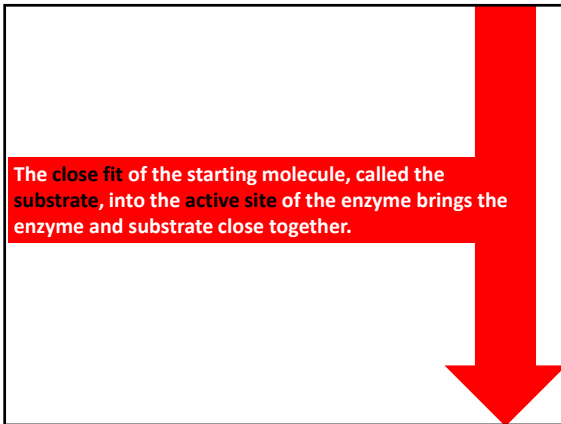 The close fit of the starting molecule, called the
substrate, into the active site of the enzyme brings the
enzyme and substrate close together.